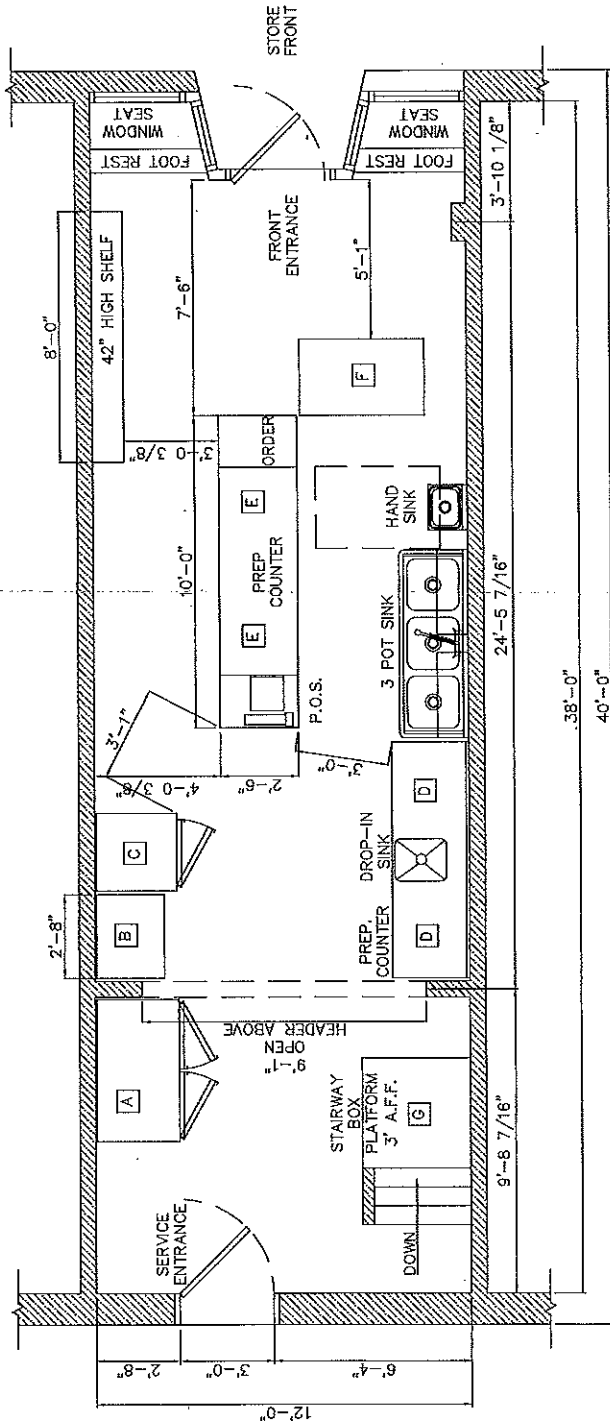 STORE
FRONT
WINDOW
SEAT
FOOT REST
WINDOW
SEAT
FOOT REST
3'-10 1/8"
8'-0"
42" HIGH SHELF
7'-6"
FRONT
ENTRANCE
5'-1"
F
3'-0 3/8"
ORDER
10'-0"
E
PREP
COUNTER
E
P.O.S.
HAND
SINK
3 POT SINK
24'-5 7/16"
38'-0"
40'-0"
3'-1"
4'-0 3/8"
2'-6"
3'-0"
C
B
2'-8"
D
DROP-IN
SINK
PREP.
COUNTER
D
9'-1"
OPEN
HEADER ABOVE
A
STAIRWAY
BOX
PLATFORM
3' A.F.F.
G
9'-8 7/16"
SERVICE
ENTRANCE
DOWN
2'-8"
3'-0"
6'-4"
12'-0"